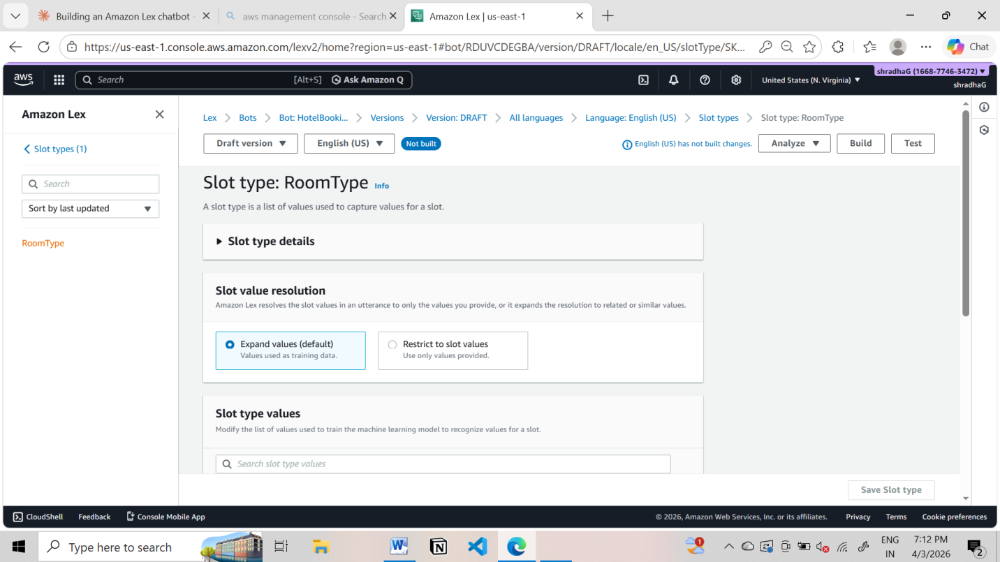 Building an Amazon Lex chatbot -
aws management console - Search
Amazon Lex | us-east-1
https://us-east-1.console.aws.amazon.com/lexv2/home?region=us-east-1#bot/RDUVCDEGBA/version/DRAFT/locale/en_US/slotType/SK...
Chat
aws
Search
[Alt+S]
Ask Amazon Q
United States (N. Virginia) ▼
shradhaG (1668-7746-3472) ▼
shradhaG
Amazon Lex
Slot types (1)
Search
Sort by last updated
RoomType
Lex > Bots > Bot: HotelBooki... > Versions > Version: DRAFT > All languages > Language: English (US) > Slot types > Slot type: RoomType
Draft version ▼
English (US) ▼
Not built
English (US) has not built changes.
Analyze ▼
Build
Test
Slot type: RoomType Info
A slot type is a list of values used to capture values for a slot.
Slot type details
Slot value resolution
Amazon Lex resolves the slot values in an utterance to only the values you provide, or it expands the resolution to related or similar values.
Expand values (default)
Values used as training data.
Restrict to slot values
Use only values provided.
Slot type values
Modify the list of values used to train the machine learning model to recognize values for a slot.
Search slot type values
Save Slot type
CloudShell
Feedback
Console Mobile App
© 2026, Amazon Web Services, Inc. or its affiliates.
Privacy
Terms
Cookie preferences
Type here to search
1
ENG
IN
7:12 PM
4/3/2026
2